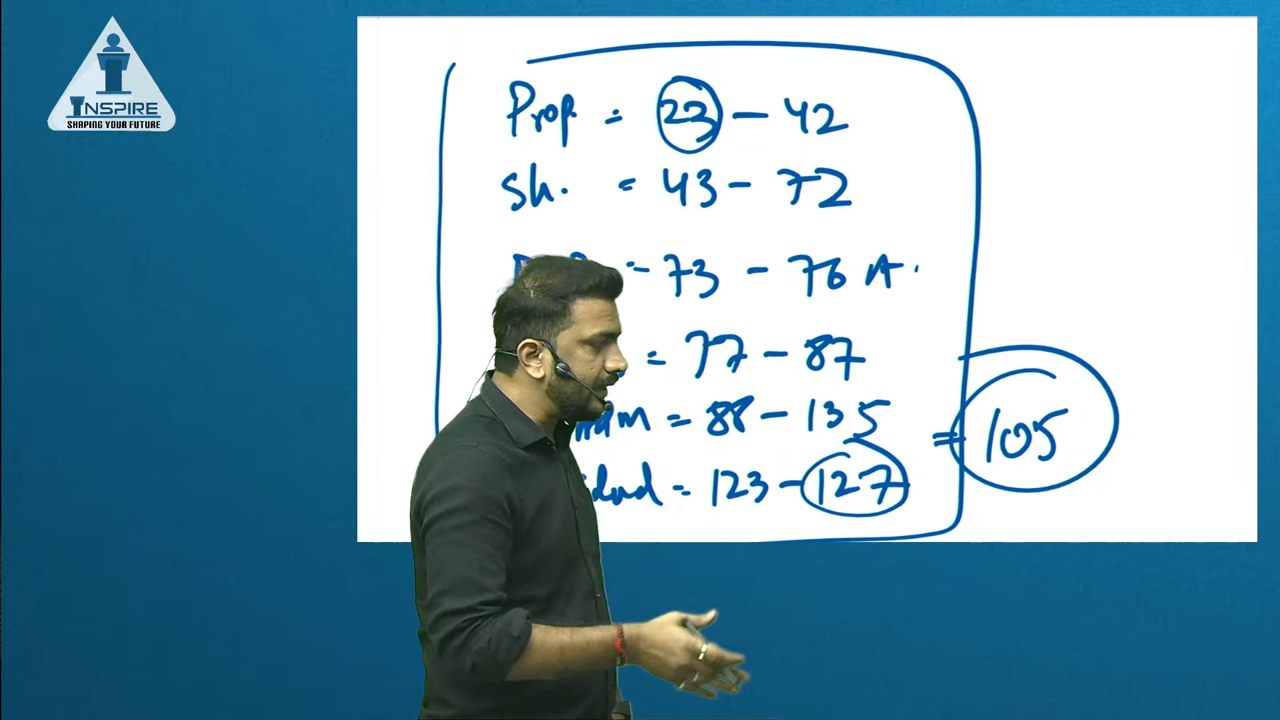 INSPIRE
SHAPING YOUR FUTURE
Prop. = 23 - 42
Sh. = 43 - 72
= 73 - 76 A.
= 77 - 87
= 88 - 135
= 123 - 127
= 105